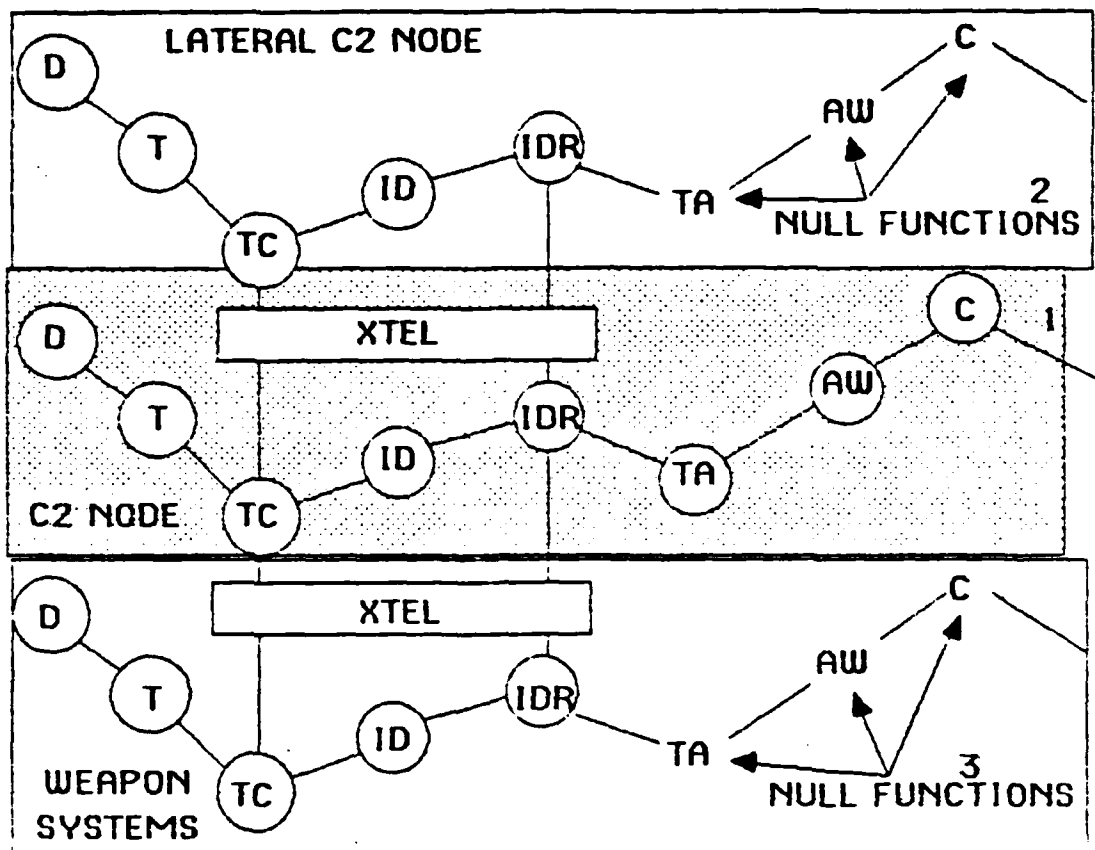 LATERAL C2 NODE
D
T
TC
ID
IDR
TA
AW
C
2
NULL FUNCTIONS
XTEL
D
T
TC
ID
IDR
TA
AW
C
1
C2 NODE
XTEL
D
T
TC
ID
IDR
TA
AW
C
3
NULL FUNCTIONS
WEAPON
SYSTEMS